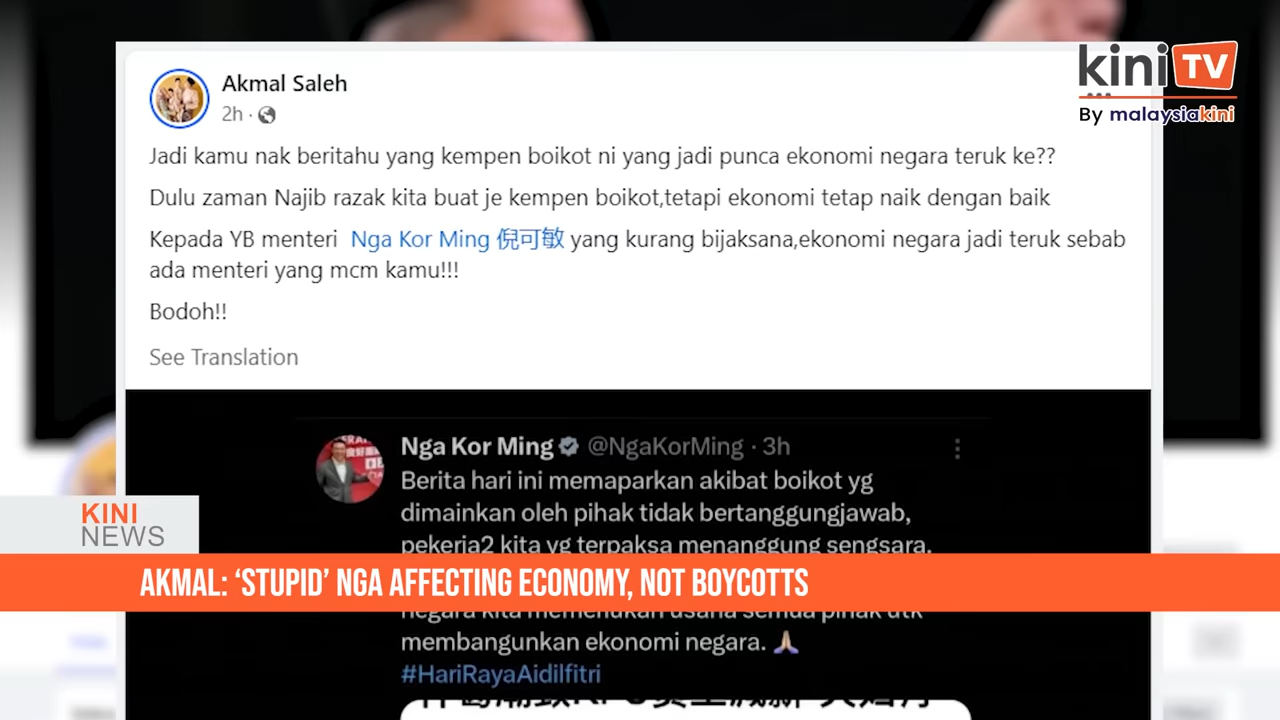 kini TV
By malaysiakini
Akmal Saleh
2h ·
Jadi kamu nak beritahu yang kempen boikot ni yang jadi punca ekonomi negara teruk ke??
Dulu zaman Najib razak kita buat je kempen boikot,tetapi ekonomi tetap naik dengan baik
Kepada YB menteri Nga Kor Ming 倪可敏 yang kurang bijaksana,ekonomi negara jadi teruk sebab
ada menteri yang mcm kamu!!!
Bodoh!!
See Translation
Nga Kor Ming @NgaKorMing · 3h
Berita hari ini memaparkan akibat boikot yg
dimainkan oleh pihak tidak bertanggungjawab,
pekerja2 kita yg terpaksa menanggung sengsara.
KINI
NEWS
AKMAL: ‘STUPID’ NGA AFFECTING ECONOMY, NOT BOYCOTTS
negara kita memerlukan usaha semua pihak utk
membangunkan ekonomi negara. 🙏🏻
#HariRayaAidilfitri